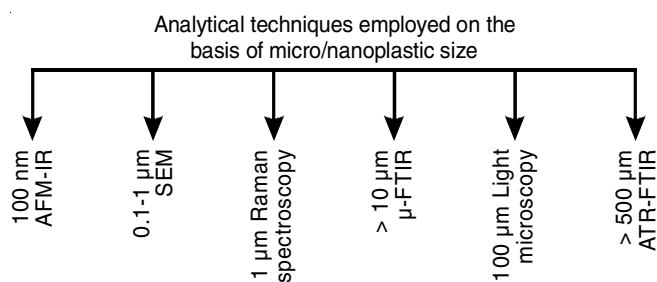 Analytical techniques employed on the
basis of micro/nanoplastic size
100 nm
AFM-IR
0.1-1 µm
SEM
1 µm Raman
spectroscopy
> 10 µm
µ-FTIR
100 µm Light
microscopy
> 500 µm
ATR-FTIR